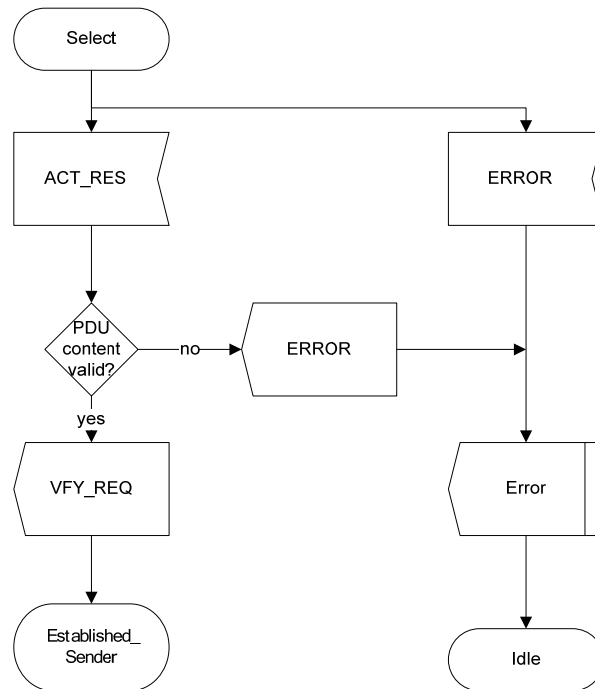 Select
ACT_RES
ERROR
PDU
content
valid?
no
ERROR
yes
VFY_REQ
Error
Established_
Sender
Idle